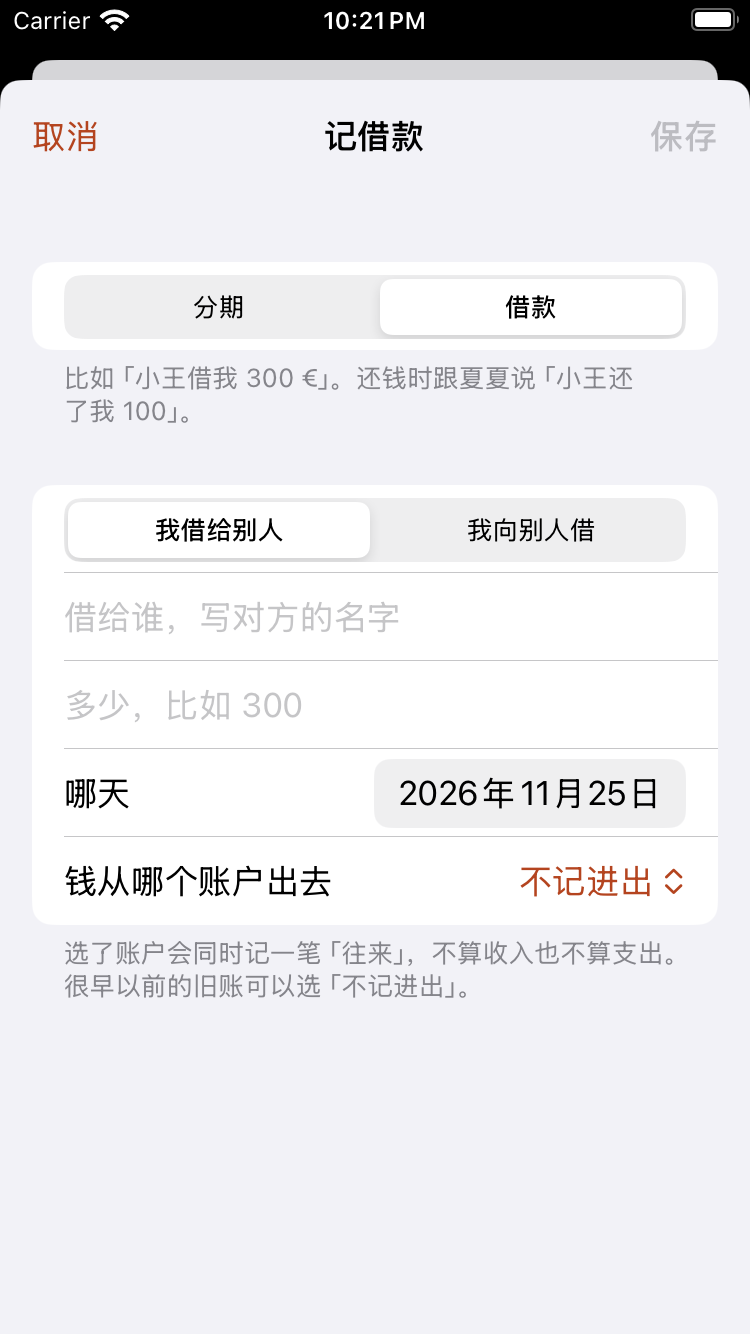 Carrier 10:21 PM
取消 记借款 保存
分期 借款
比如「小王借我 300 €」。还钱时跟夏夏说「小王还
了我 100」。
我借给别人 我向别人借
借给谁，写对方的名字
多少，比如 300
哪天 2026年11月25日
钱从哪个账户出去 不记进出
选了账户会同时记一笔「往来」，不算收入也不算支出。
很早以前的旧账可以选「不记进出」。